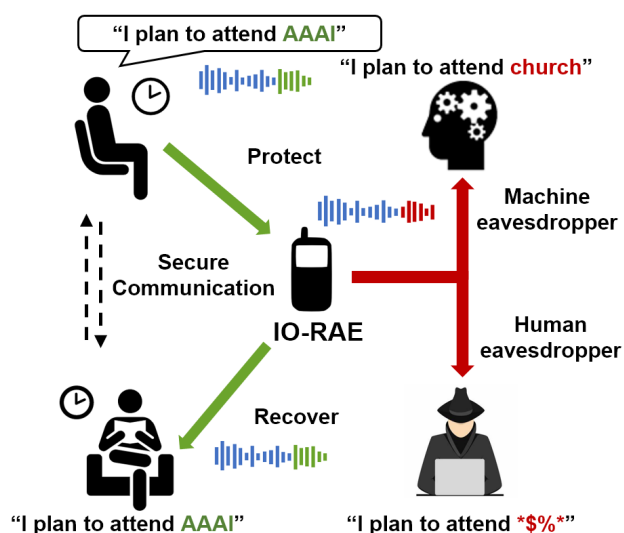 “I plan to attend AAAI”
“I plan to attend church”
Protect
Machine
eavesdropper
Secure
Communication
IO-RAE
Human
eavesdropper
Recover
“I plan to attend AAAI”
“I plan to attend *$%*”